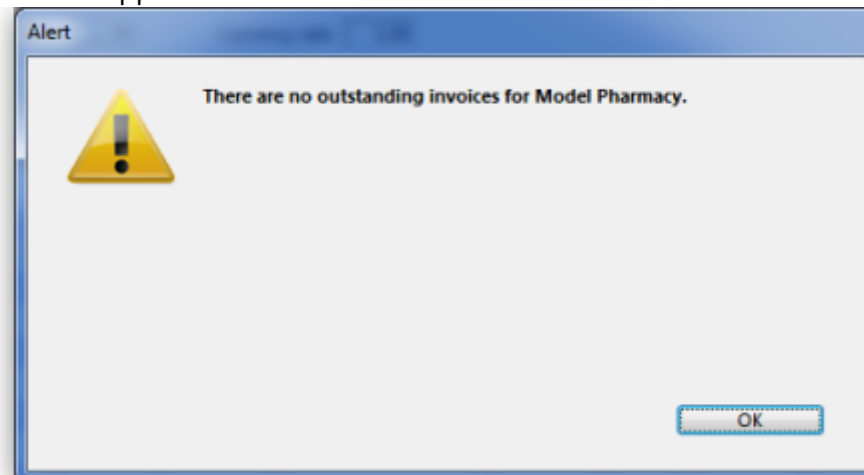 Alert
There are no outstanding invoices for Model Pharmacy.
OK